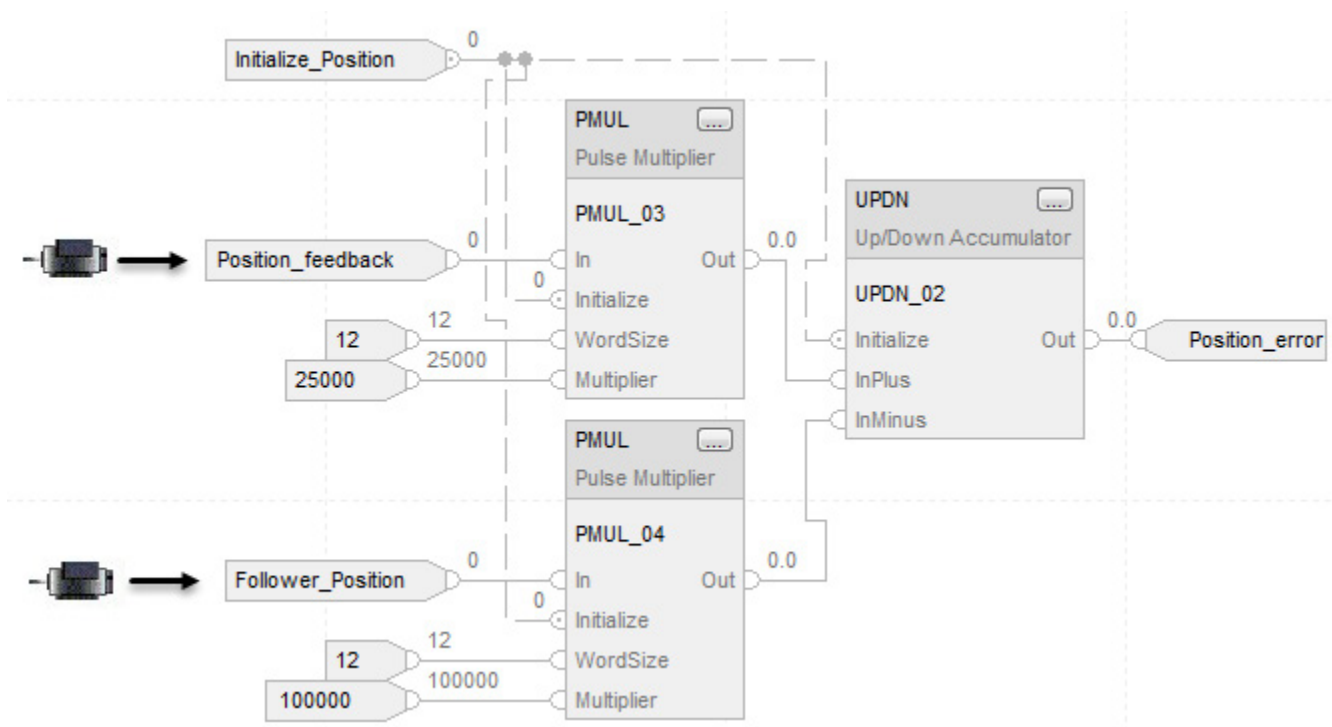 0
Initialize_Position
PMUL ...
Pulse Multiplier
PMUL_03
0
Position_feedback
In
Out
0.0
0
Initialize
12
12
WordSize
25000
25000
Multiplier
UPDN ...
Up/Down Accumulator
UPDN_02
Initialize
Out
0.0
Position_error
InPlus
InMinus
PMUL ...
Pulse Multiplier
PMUL_04
0
Follower_Position
In
Out
0.0
0
Initialize
12
12
WordSize
100000
100000
Multiplier